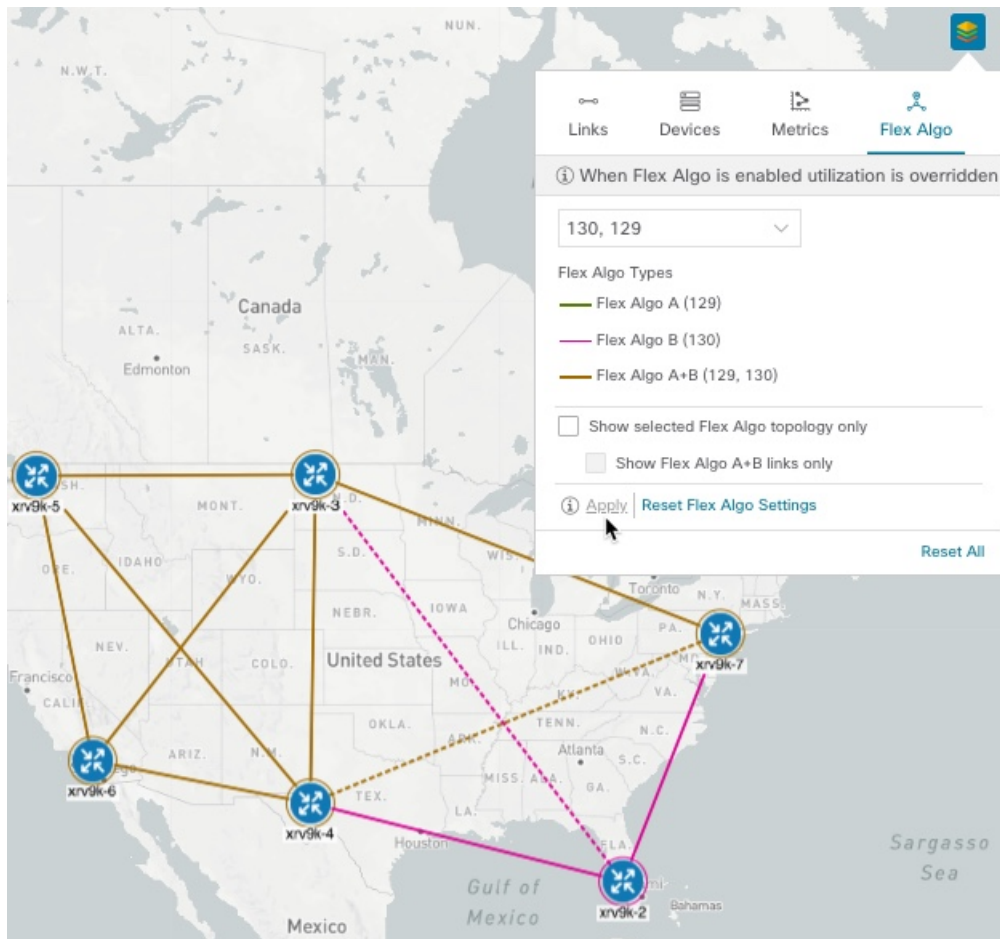 NUN.
N.W.T.
Links Devices Metrics Flex Algo
When Flex Algo is enabled utilization is overridden
130, 129
Flex Algo Types
Flex Algo A (129)
Flex Algo B (130)
Flex Algo A+B (129, 130)
Show selected Flex Algo topology only
Show Flex Algo A+B links only
Apply Reset Flex Algo Settings
Reset All
Canada
ALTA.
SASK.
MAN.
Edmonton
xrv9k-5
xrv9k-3
N.D.
MONT.
MINN.
S.D.
WIS.
ORE.
IDAHO
WYO.
Toronto
N.Y.
MASS.
NEBR.
IOWA
Chicago
PA.
OHIO
ILL.
IND.
NEV.
UTAH
COLO.
United States
xrv9k-7
Francisco
CALIF.
W.VA.
VA.
KY.
OKLA.
ARK.
TENN.
N.C.
ARIZ.
N.M.
Atlanta
S.C.
MISS.
ALA.
GA.
xrv9k-6
TEX.
LA.
xrv9k-4
Houston
FLA.
Sargasso
Sea
Gulf of
Mexico
xrv9k-2
Bahamas
Mexico